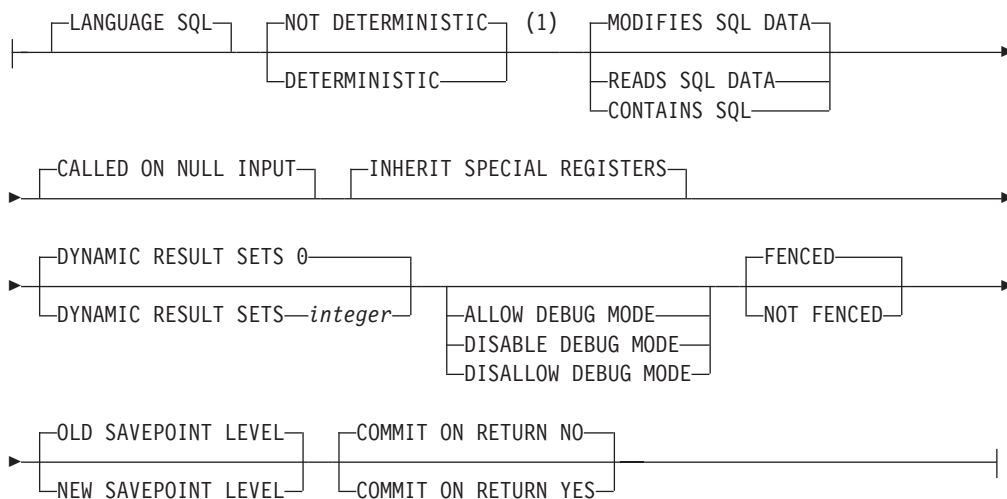 LANGUAGE SQL NOT DETERMINISTIC (1) MODIFIES SQL DATA
DETERMINISTIC READS SQL DATA
CONTAINS SQL
CALLED ON NULL INPUT INHERIT SPECIAL REGISTERS
DYNAMIC RESULT SETS 0 FENCED
DYNAMIC RESULT SETS integer ALLOW DEBUG MODE NOT FENCED
DISABLE DEBUG MODE
DISALLOW DEBUG MODE
OLD SAVEPOINT LEVEL COMMIT ON RETURN NO
NEW SAVEPOINT LEVEL COMMIT ON RETURN YES